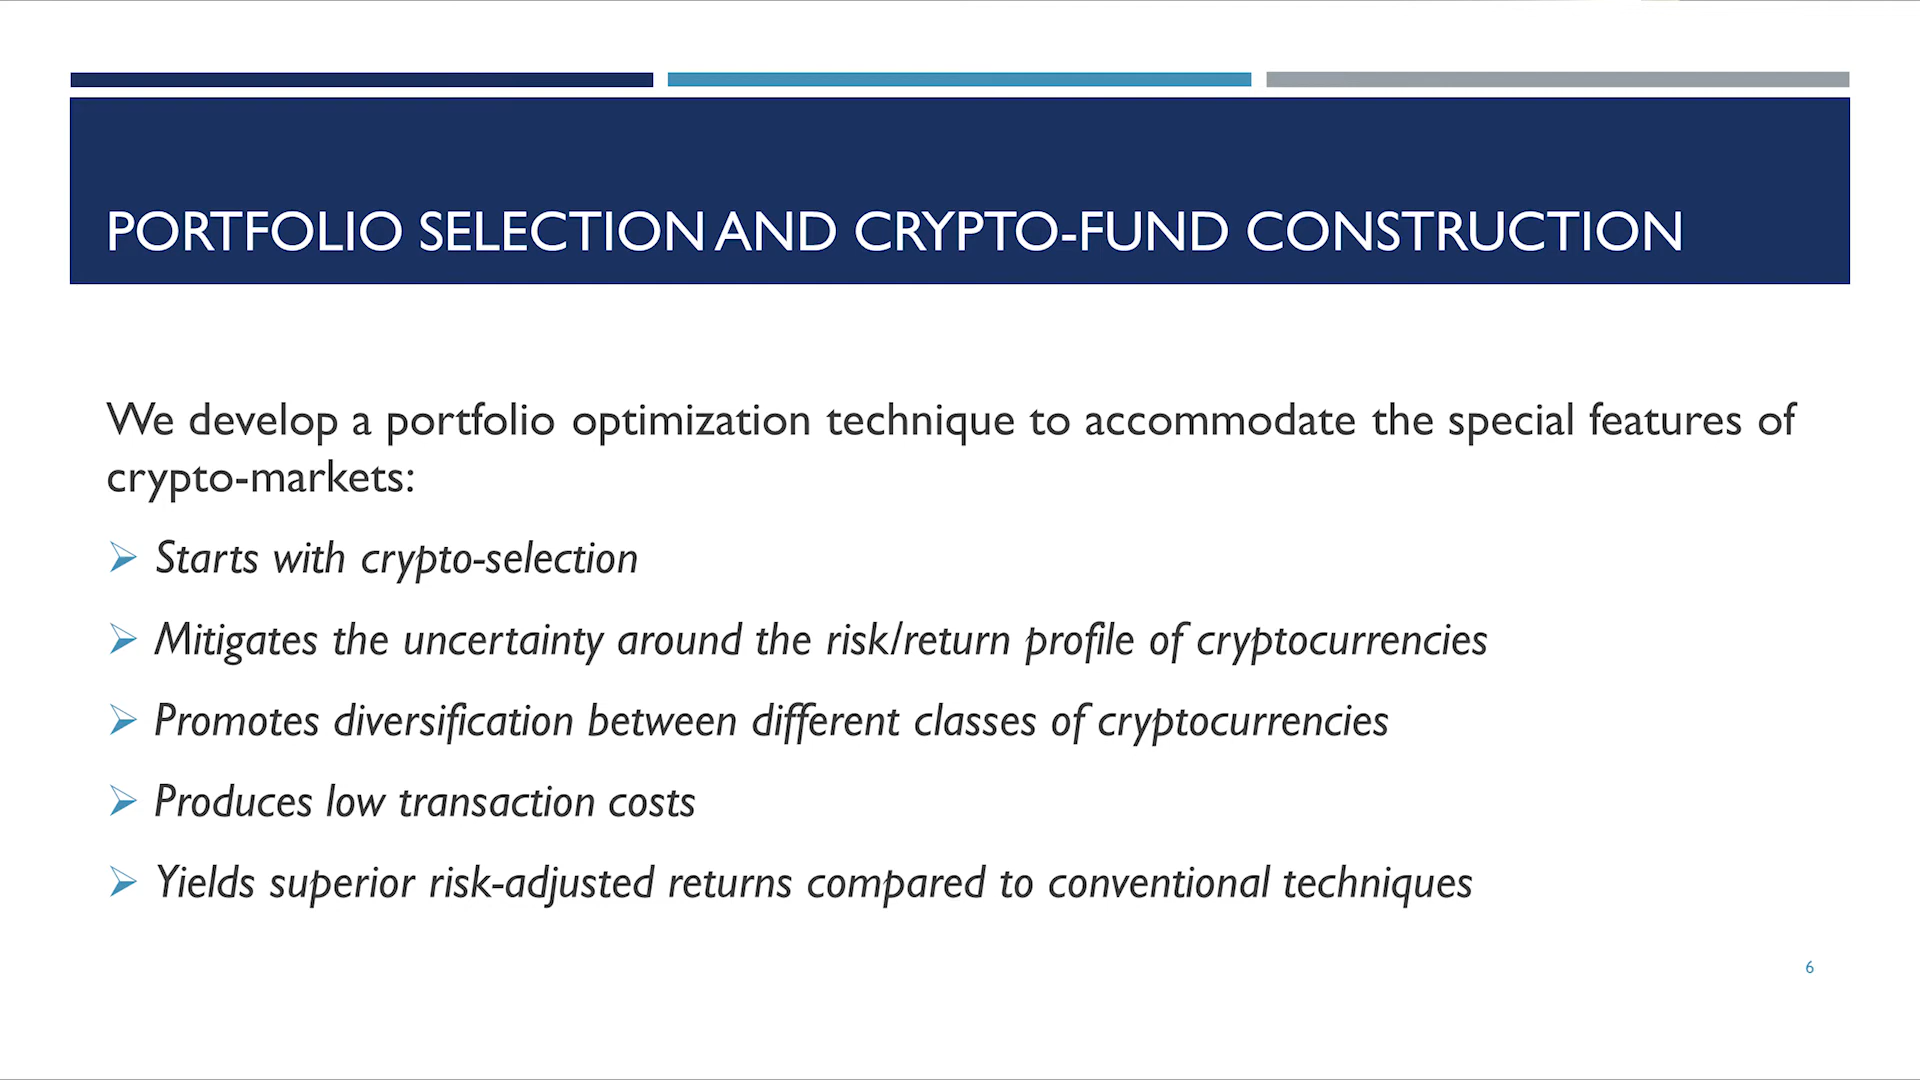 PORTFOLIO SELECTION AND CRYPTO-FUND CONSTRUCTION
We develop a portfolio optimization technique to accommodate the special features of
crypto-markets:
Starts with crypto-selection
Mitigates the uncertainty around the risk/return profile of cryptocurrencies
Promotes diversification between different classes of cryptocurrencies
Produces low transaction costs
Yields superior risk-adjusted returns compared to conventional techniques
6